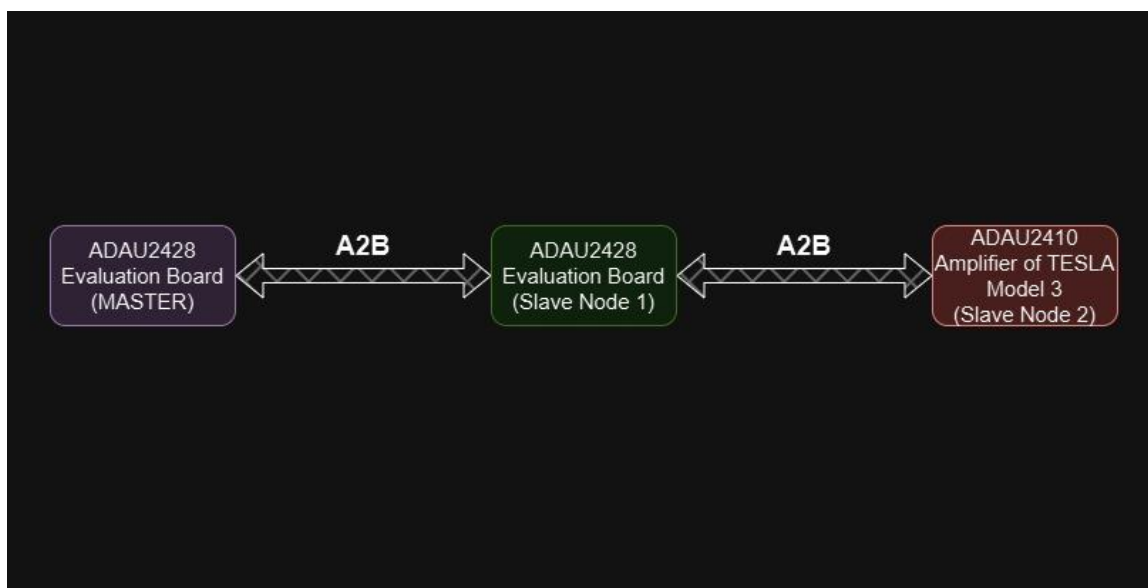 ADAU2428
Evaluation Board
(MASTER)
A2B
ADAU2428
Evaluation Board
(Slave Node 1)
A2B
ADAU2410
Amplifier of TESLA
Model 3
(Slave Node 2)